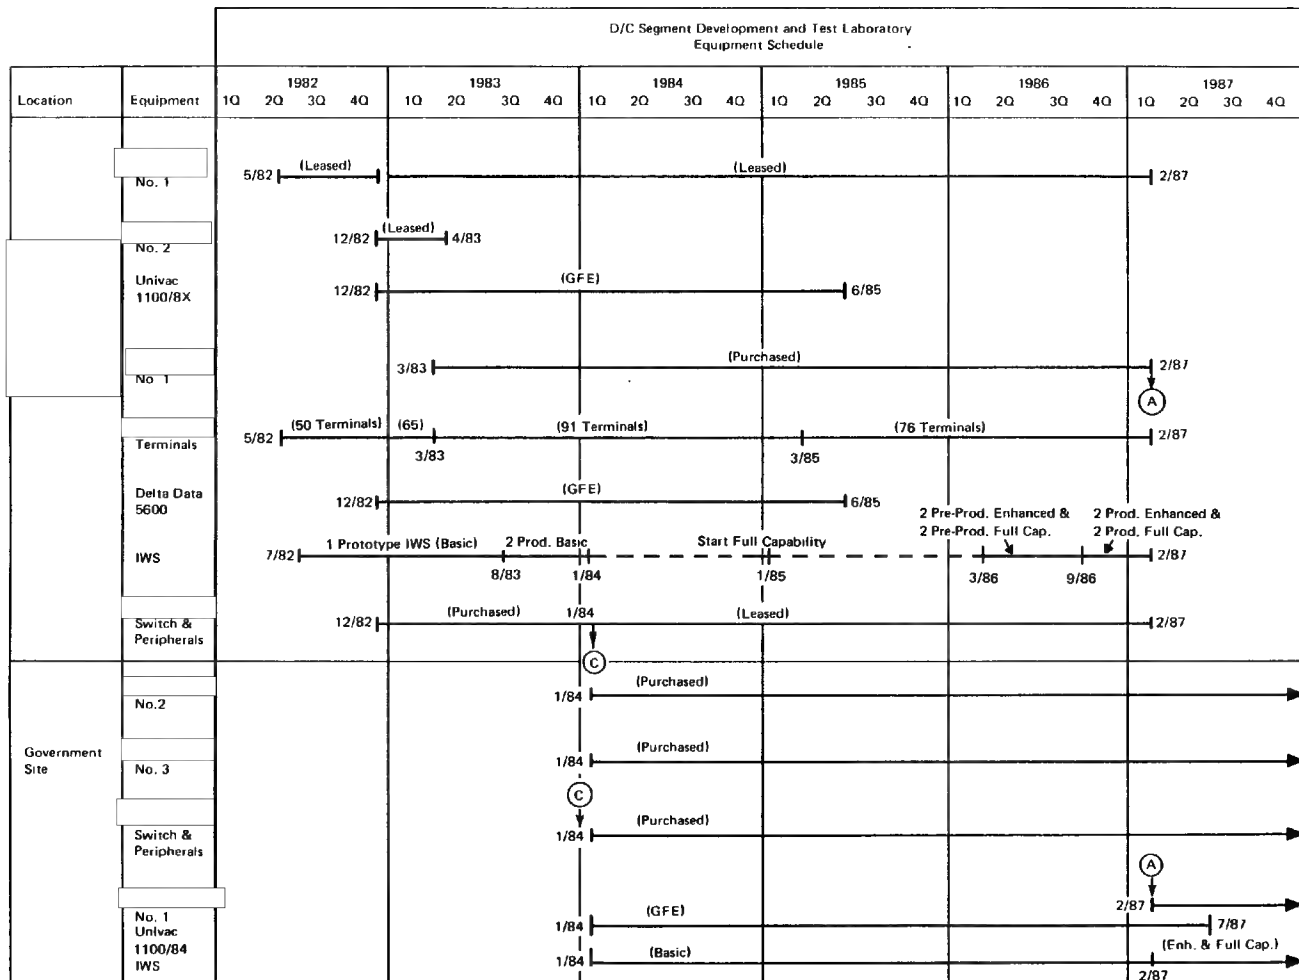 D/C Segment Development and Test Laboratory
Equipment Schedule
Location Equipment 1982 1983 1984 1985 1986 1987
1Q 2Q 3Q 4Q 1Q 2Q 3Q 4Q 1Q 2Q 3Q 4Q 1Q 2Q 3Q 4Q 1Q 2Q 3Q 4Q 1Q 2Q 3Q 4Q
No. 1 5/82 (Leased) (Leased) 2/87
No. 2 12/82 (Leased) 4/83
Univac
1100/8X 12/82 (GFE) 6/85
No. 1 3/83 (Purchased) 2/87
A
Terminals 5/82 (50 Terminals) (65) 3/83 (91 Terminals) 3/85 (76 Terminals) 2/87
Delta Data
5600 12/82 (GFE) 6/85
2 Pre-Prod. Enhanced & 2 Prod. Enhanced &
2 Pre-Prod. Full Cap. 2 Prod. Full Cap.
IWS 7/82 1 Prototype IWS (Basic) 2 Prod. Basic Start Full Capability 2/87
8/83 1/84 1/85 3/86 9/86
Switch &
Peripherals 12/82 (Purchased) 1/84 (Leased) 2/87
C
Government
Site
No.2 1/84 (Purchased)
No. 3 1/84 (Purchased)
C
Switch &
Peripherals 1/84 (Purchased)
A
No. 1 2/87
Univac
1100/84 1/84 (GFE) 7/87
IWS 1/84 (Basic) (Enh. & Full Cap.)
2/87